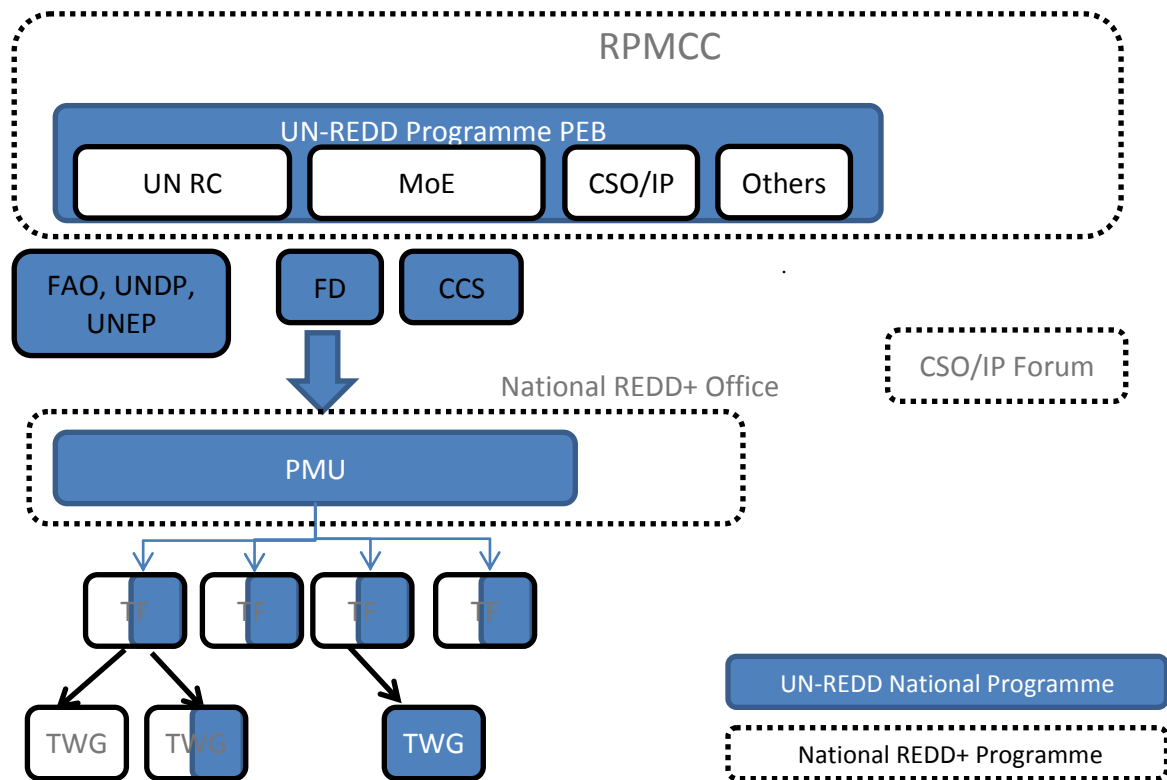 RPMCC
UN-REDD Programme PEB
UN RC
MoE
CSO/IP
Others
FAO, UNDP,
UNEP
FD
CCS
CSO/IP Forum
National REDD+ Office
PMU
TF
TF
TF
TF
TWG
TWG
TWG
UN-REDD National Programme
National REDD+ Programme